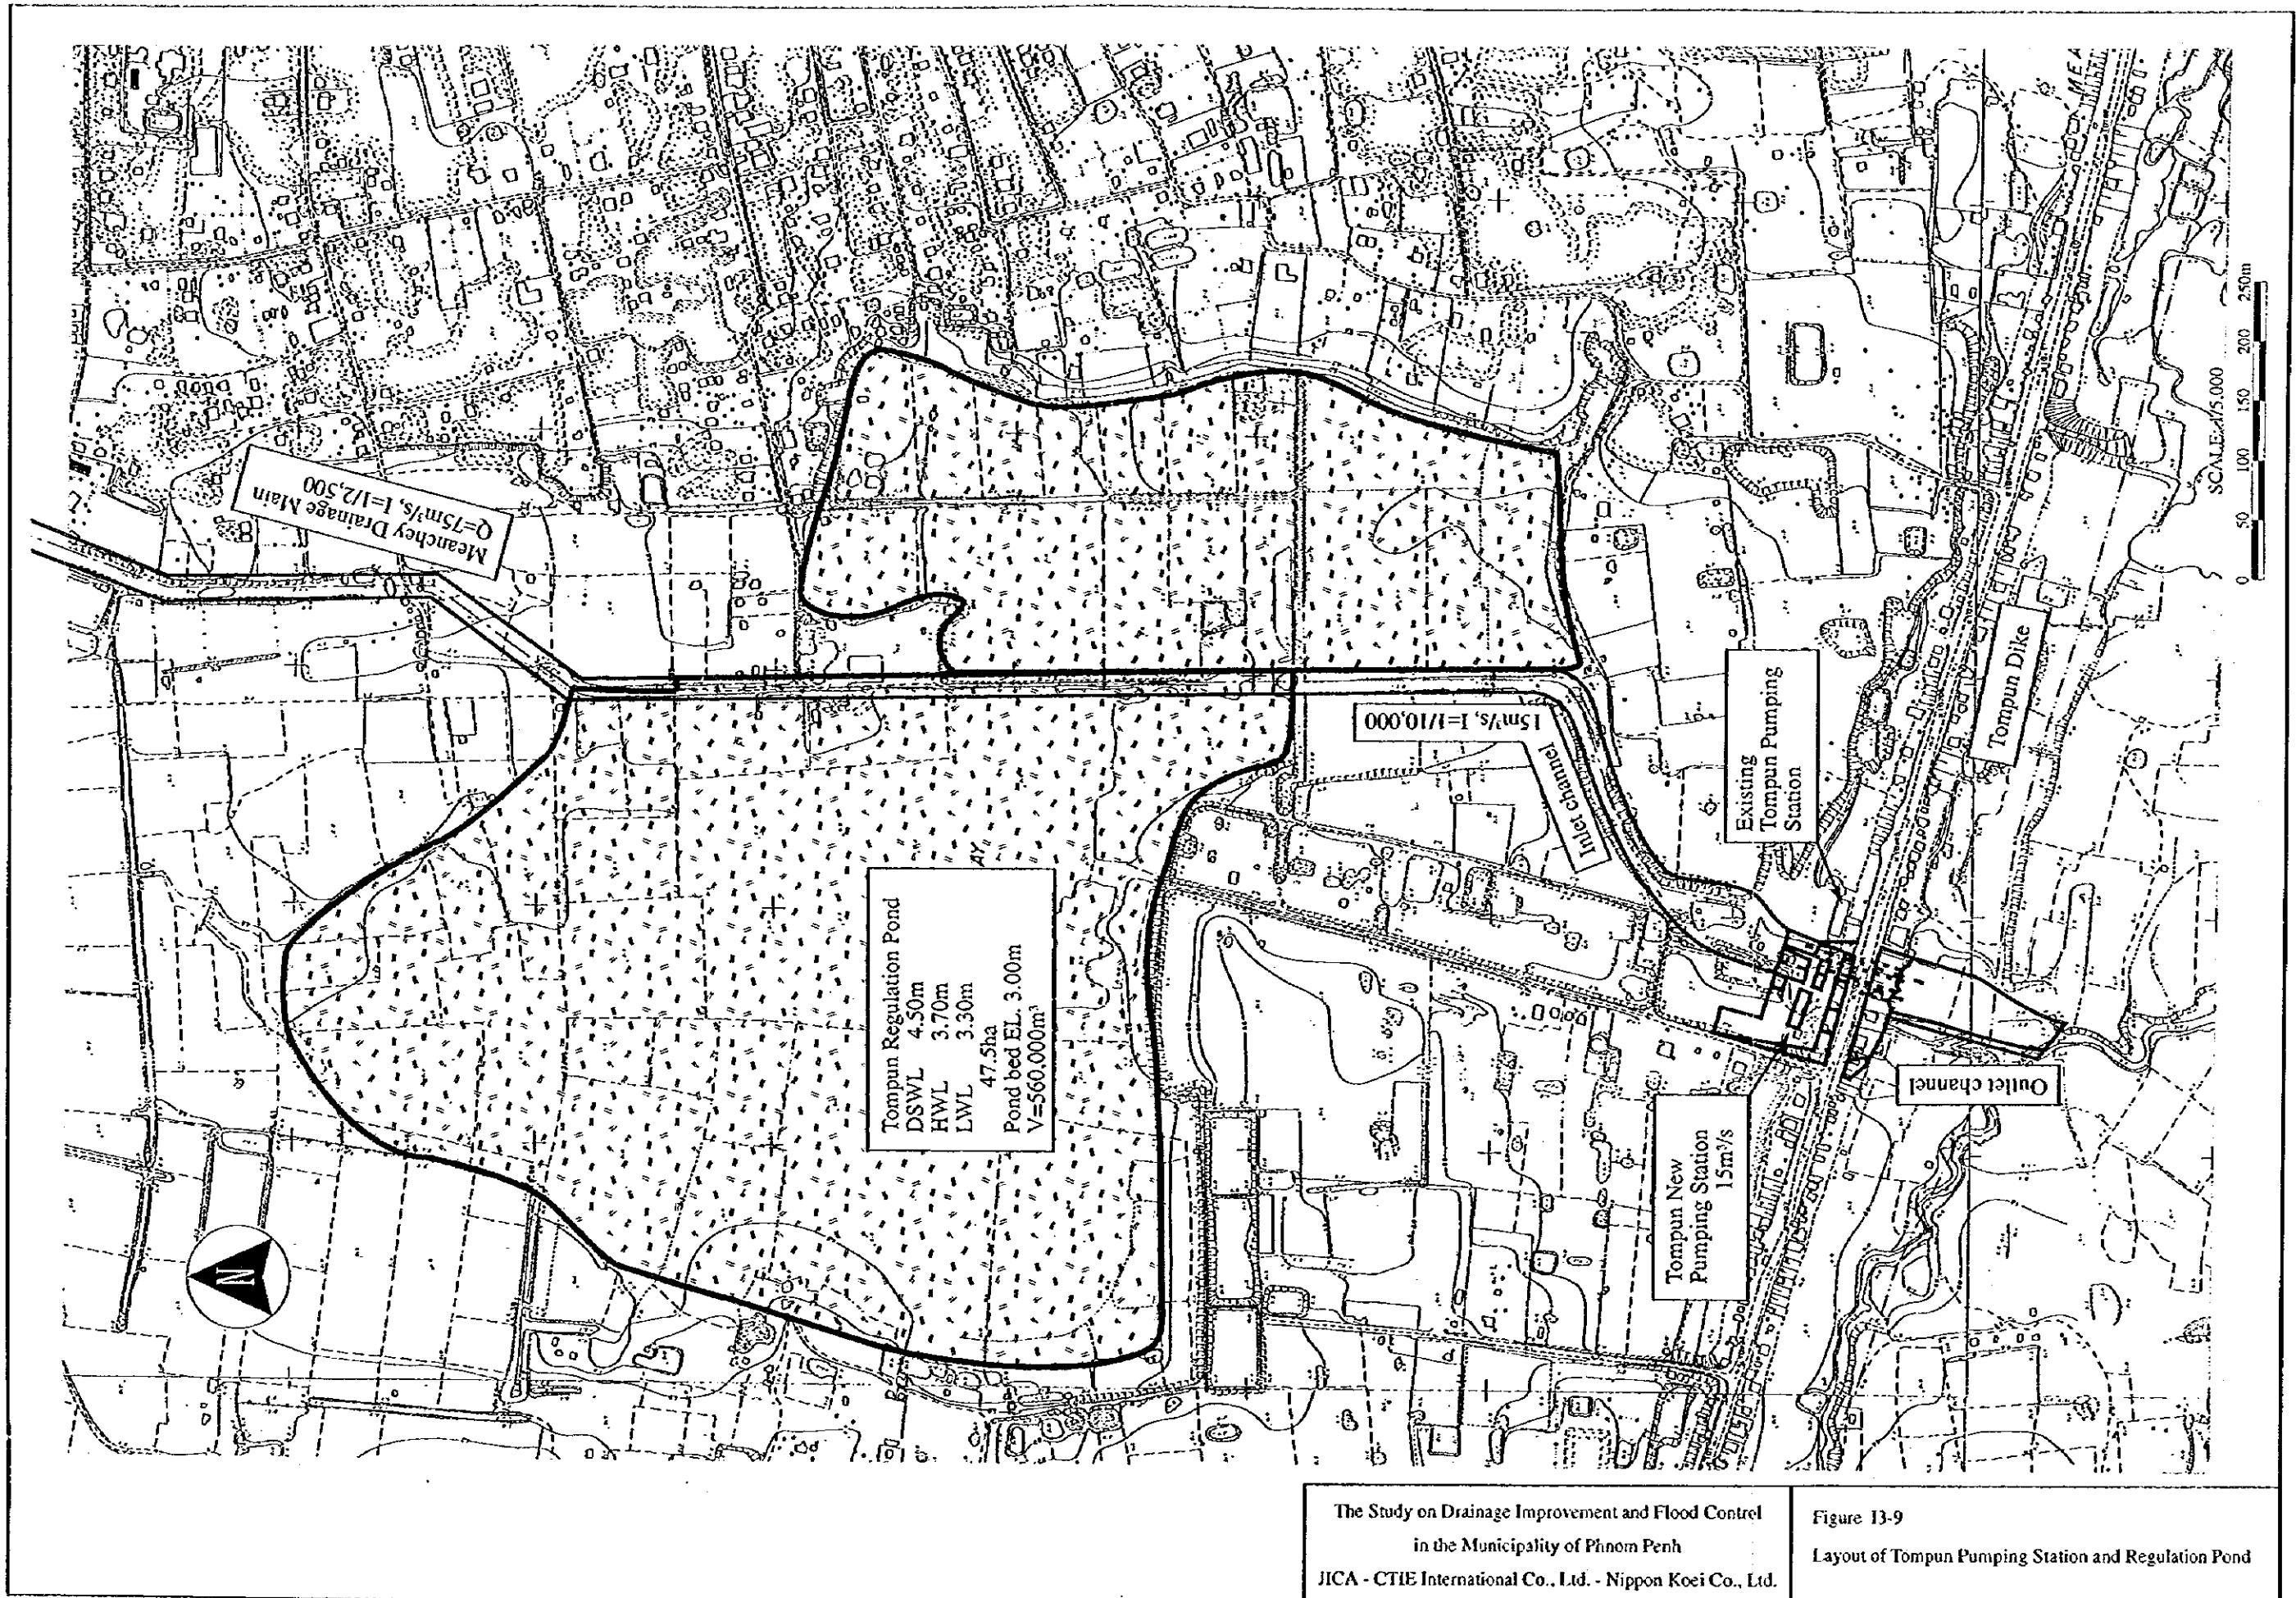 Meanchey Drainage Main
Q=75m³/s, I=1/2,500
Tompun Regulation Pond
DSWL 4.50m
HWL 3.70m
LWL 3.30m
47.5ha
Pond bed EL. 3.00m
V=560,000m³
15m³/s, I=1/10,000
Inlet channel
Existing
Tompun Pumping
Station
Tompun Dike
Tompun New
Pumping Station
15m³/s
Outlet channel
N
SCALE:1/5,000
0 50 100 150 200 250m
The Study on Drainage Improvement and Flood Control
in the Municipality of Phnom Penh
JICA - CTIE International Co., Ltd. - Nippon Koei Co., Ltd.
Figure 13-9
Layout of Tompun Pumping Station and Regulation Pond